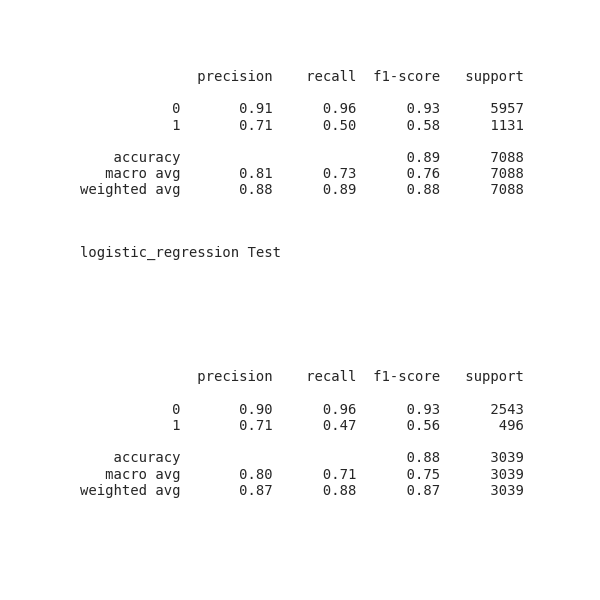 precision recall f1-score support
0 0.91 0.96 0.93 5957
1 0.71 0.50 0.58 1131
accuracy 0.89 7088
macro avg 0.81 0.73 0.76 7088
weighted avg 0.88 0.89 0.88 7088
logistic_regression Test
precision recall f1-score support
0 0.90 0.96 0.93 2543
1 0.71 0.47 0.56 496
accuracy 0.88 3039
macro avg 0.80 0.71 0.75 3039
weighted avg 0.87 0.88 0.87 3039